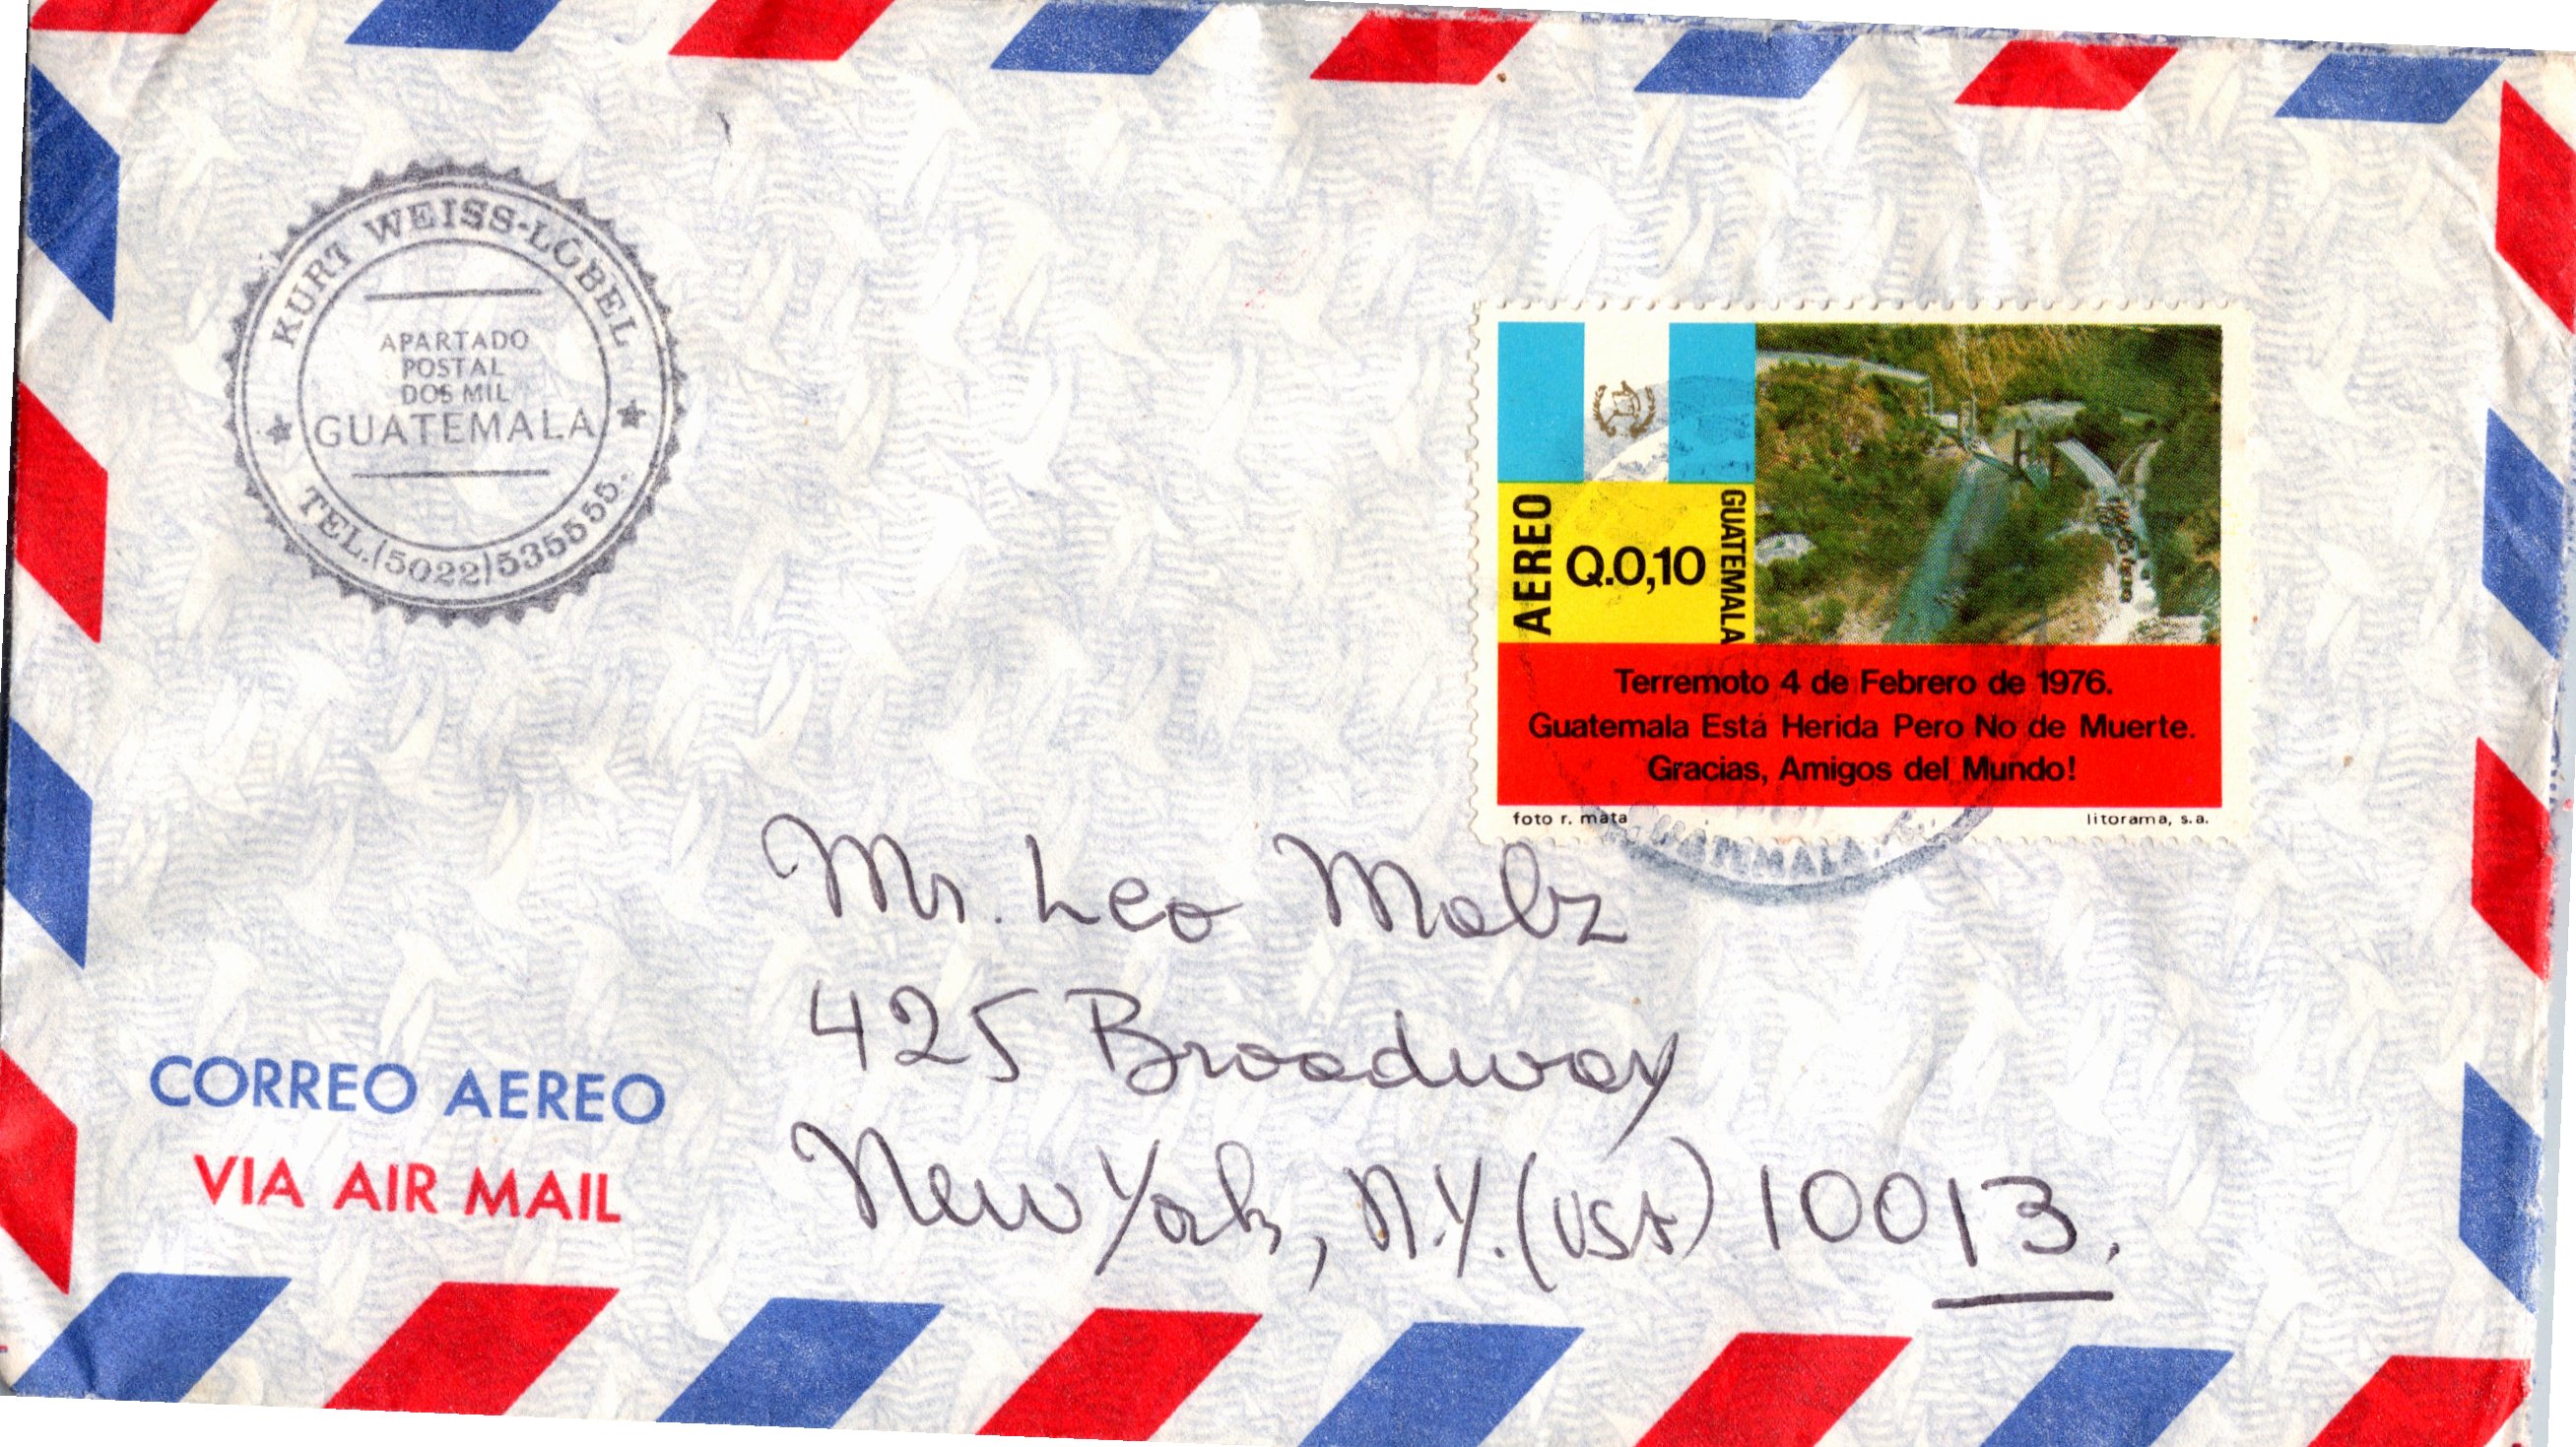 KURT WEISS-LÖBEL
APARTADO
POSTAL
DOS MIL
GUATEMALA
TEL.(5022)535555.
AEREO
Q.0,10
GUATEMALA
Terremoto 4 de Febrero de 1976.
Guatemala Está Herida Pero No de Muerte.
Gracias, Amigos del Mundo!
foto r. mata
litorama, s.a.
GUATEMALA
Mr. Leo Malz
425 Broadway
New York, N.Y. (USA) 10013.
CORREO AEREO
VIA AIR MAIL